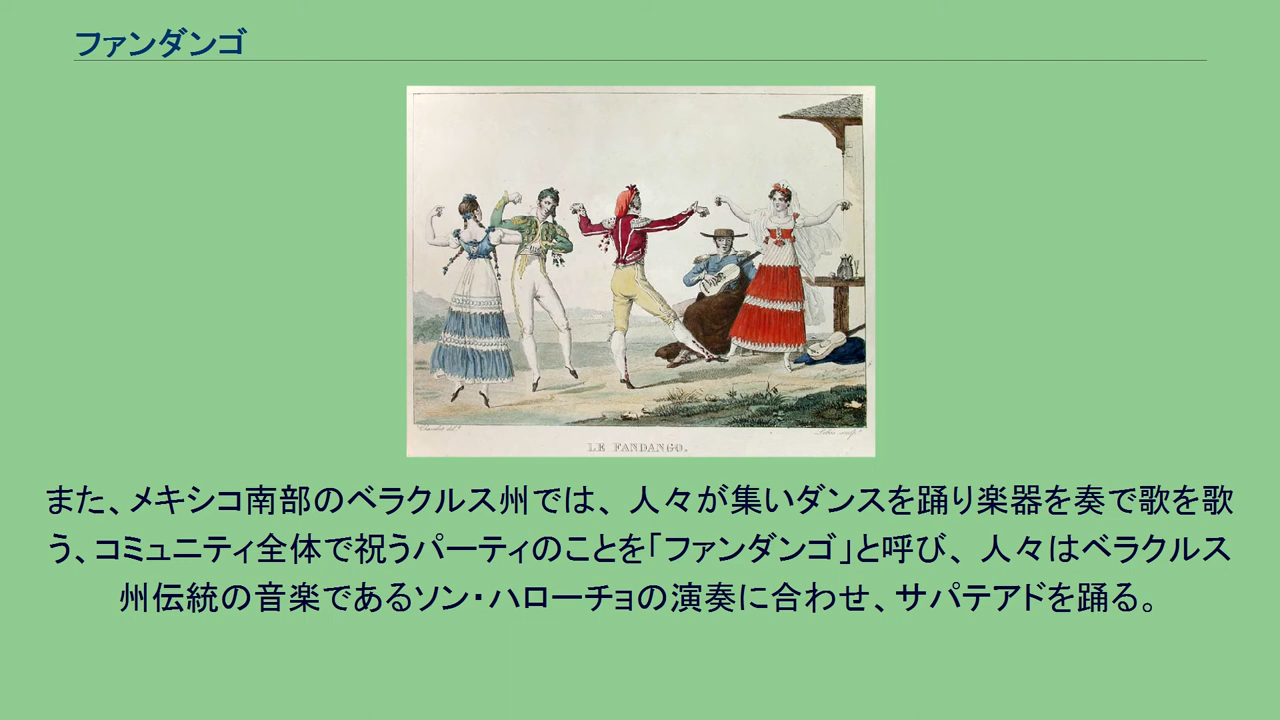 ファンダンゴ
LE FANDANGO.
また、メキシコ南部のベラクルス州では、人々が集いダンスを踊り楽器を奏で歌を歌
う、コミュニティ全体で祝うパーティのことを「ファンダンゴ」と呼び、人々はベラクルス
州伝統の音楽であるソン・ハローチョの演奏に合わせ、サパテアドを踊る。